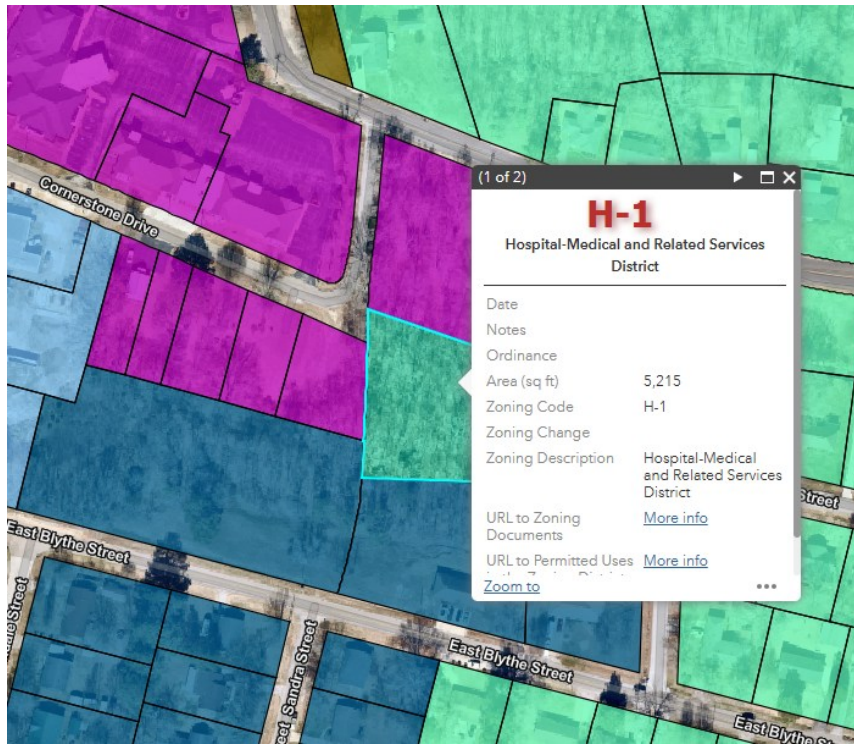 Cornerstone Drive
(1 of 2)
H-1
Hospital-Medical and Related Services
District
Date
Notes
Ordinance
Area (sq ft) 5,215
Zoning Code H-1
Zoning Change
Zoning Description Hospital-Medical
and Related Services
District
URL to Zoning More info
Documents
URL to Permitted Uses More info
Zoom to
Street
East Blythe Street
Street
Sandra Street
East Blythe Street
East Blythe